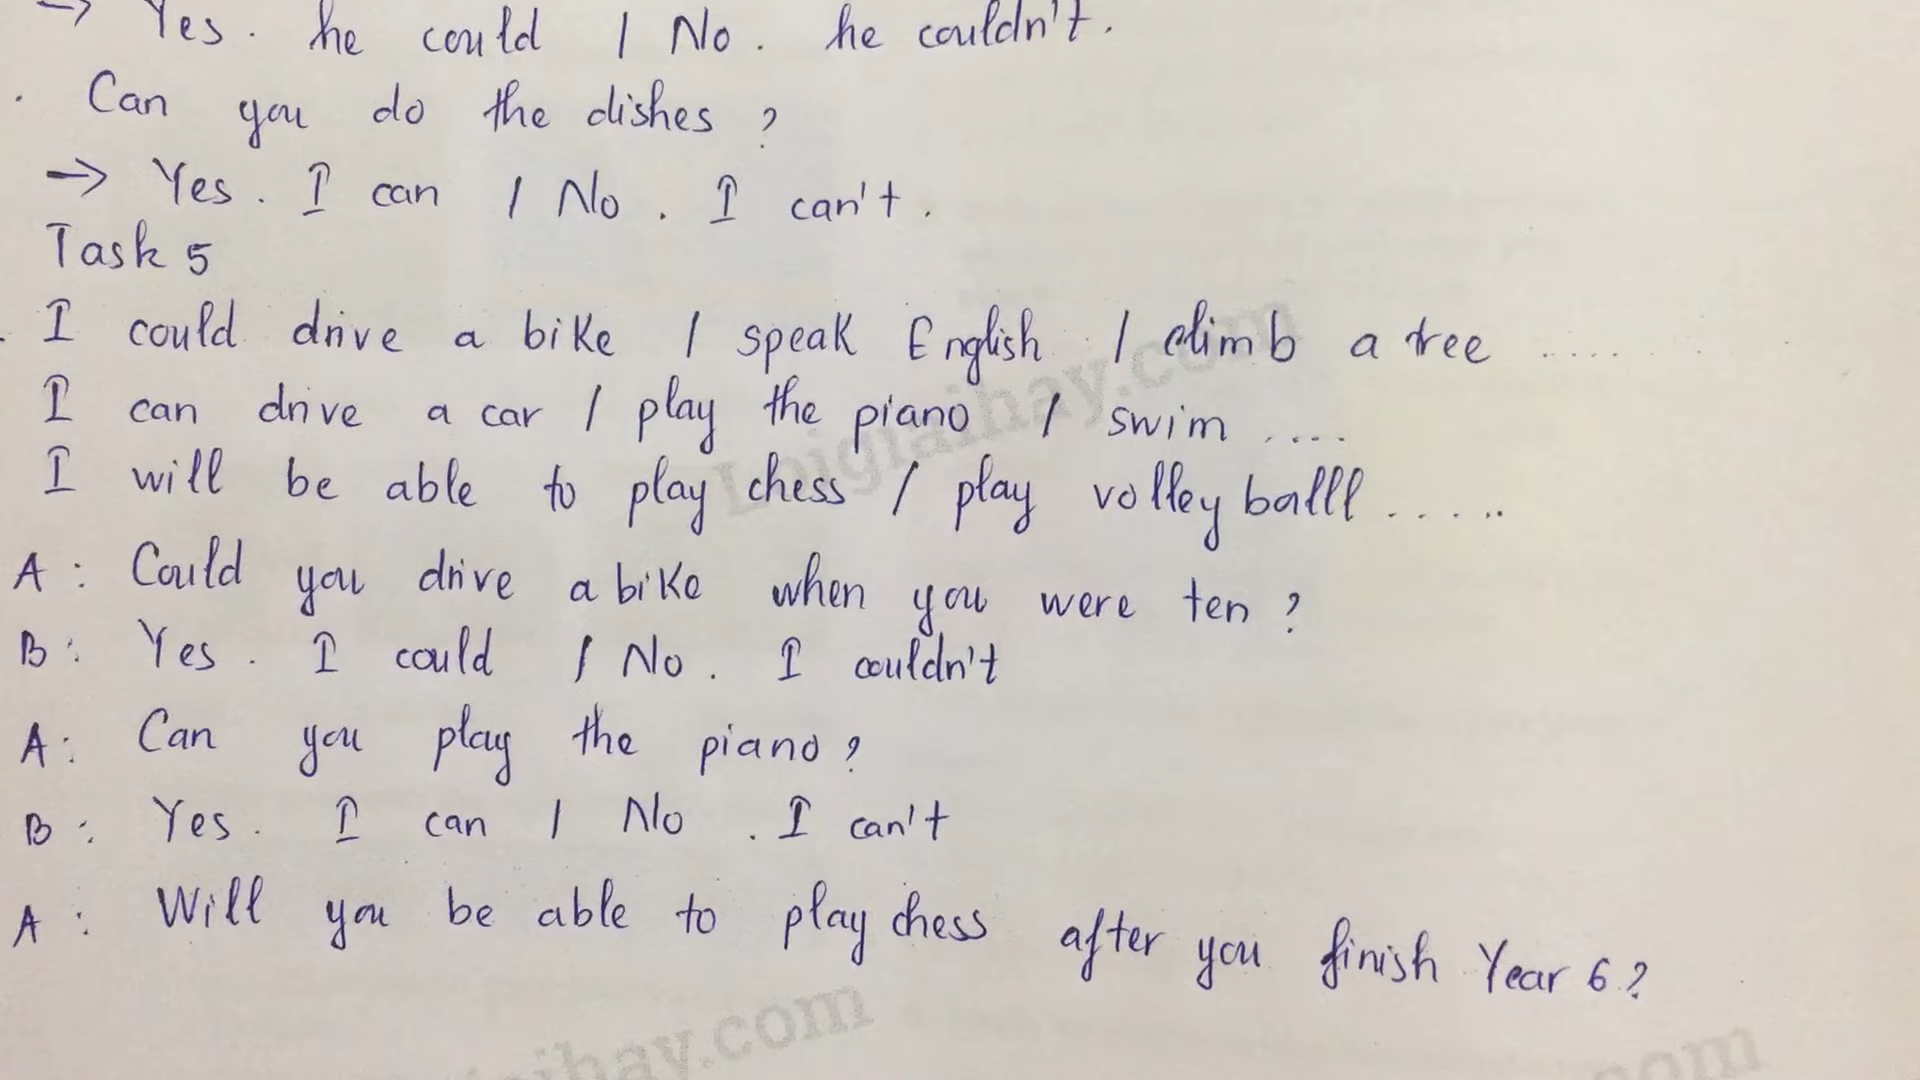 → Yes. he could / No. he couldn't.
. Can you do the dishes ?
→ Yes. I can / No. I can't.
Task 5
. I could drive a bike / speak English / climb a tree ....
I can drive a car / play the piano / swim ....
I will be able to play chess / play volley balll .....
A : Could you drive a bike when you were ten ?
B : Yes. I could / No. I couldn't
A : Can you play the piano ?
B : Yes. I can / No . I can't
A : Will you be able to play chess after you finish Year 6 ?
Loigiaihay.com